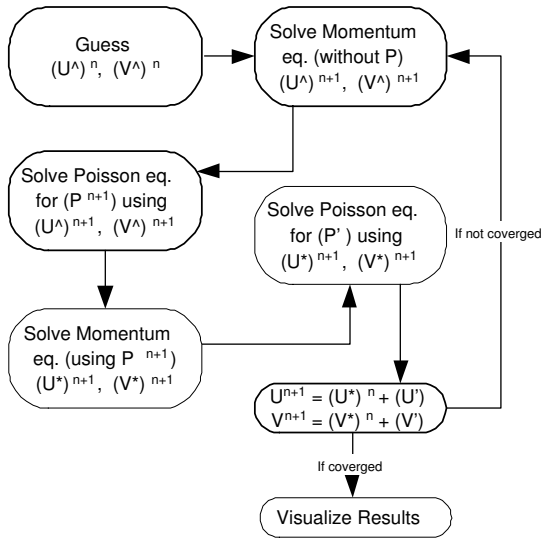 Guess
(U^) ⁿ, (V^) ⁿ
Solve Momentum
eq. (without P)
(U^) ⁿ⁺¹, (V^) ⁿ⁺¹
Solve Poisson eq.
for (P ⁿ⁺¹) using
(U^) ⁿ⁺¹, (V^) ⁿ⁺¹
Solve Poisson eq.
for (P' ) using
(U*) ⁿ⁺¹, (V*) ⁿ⁺¹
If not coverged
Solve Momentum
eq. (using P ⁿ⁺¹)
(U*) ⁿ⁺¹, (V*) ⁿ⁺¹
Uⁿ⁺¹ = (U*) ⁿ + (U')
Vⁿ⁺¹ = (V*) ⁿ + (V')
If coverged
Visualize Results